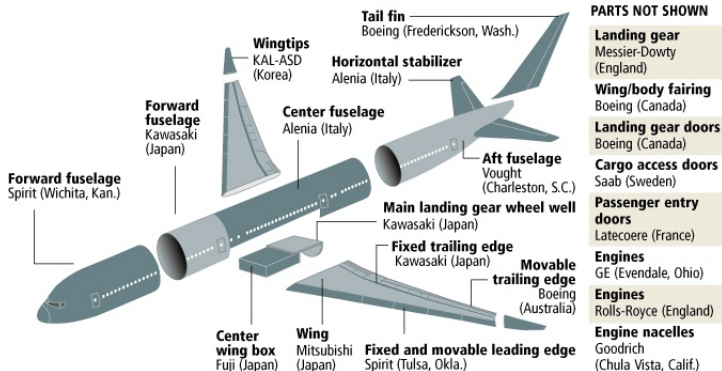 Tail fin
Boeing (Frederickson, Wash.)
Wingtips
KAL-ASD
(Korea)
Horizontal stabilizer
Alenia (Italy)
Forward
fuselage
Kawasaki
(Japan)
Center fuselage
Alenia (Italy)
Forward fuselage
Spirit (Wichita, Kan.)
Aft fuselage
Vought
(Charleston, S.C.)
Main landing gear wheel well
Kawasaki (Japan)
Fixed trailing edge
Kawasaki (Japan)
Movable
trailing edge
Boeing
(Australia)
Center
wing box
Fuji (Japan)
Wing
Mitsubishi
(Japan)
Fixed and movable leading edge
Spirit (Tulsa, Okla.)
PARTS NOT SHOWN
Landing gear
Messier-Dowty
(England)
Wing/body fairing
Boeing (Canada)
Landing gear doors
Boeing (Canada)
Cargo access doors
Saab (Sweden)
Passenger entry
doors
Latecoere (France)
Engines
GE (Evendale, Ohio)
Engines
Rolls-Royce (England)
Engine nacelles
Goodrich
(Chula Vista, Calif.)